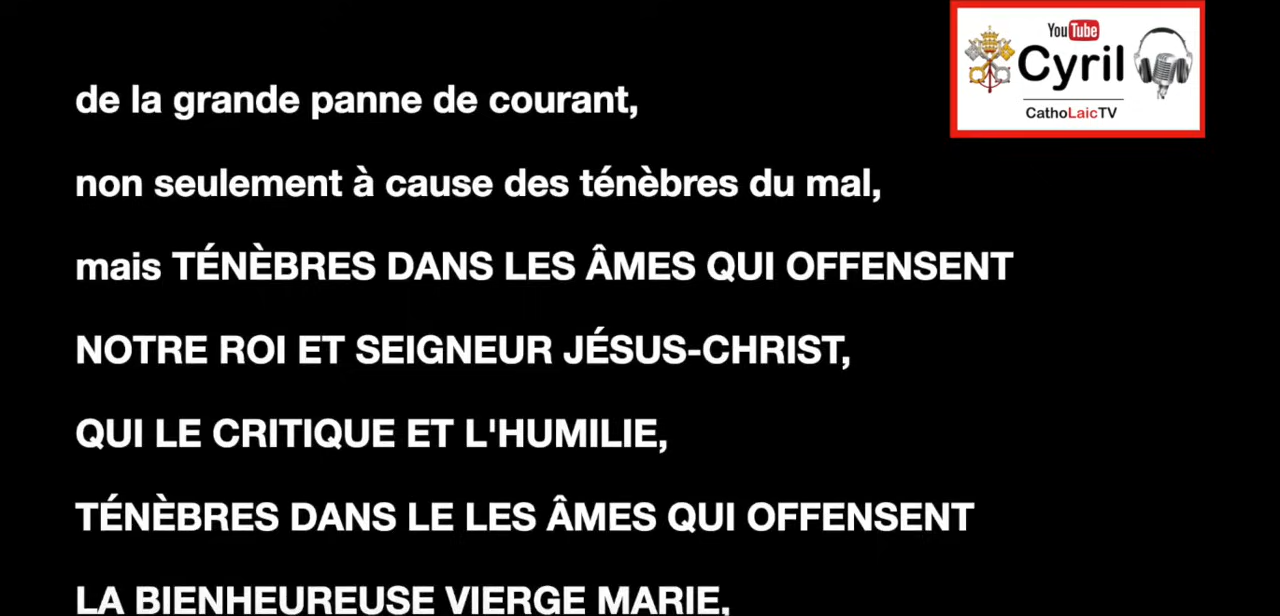 YouTube
Cyril
CathoLaicTV
de la grande panne de courant,
non seulement à cause des ténèbres du mal,
mais TÉNÈBRES DANS LES ÂMES QUI OFFENSENT
NOTRE ROI ET SEIGNEUR JÉSUS-CHRIST,
QUI LE CRITIQUE ET L'HUMILIE,
TÉNÈBRES DANS LE LES ÂMES QUI OFFENSENT
LA BIENHEUREUSE VIERGE MARIE,